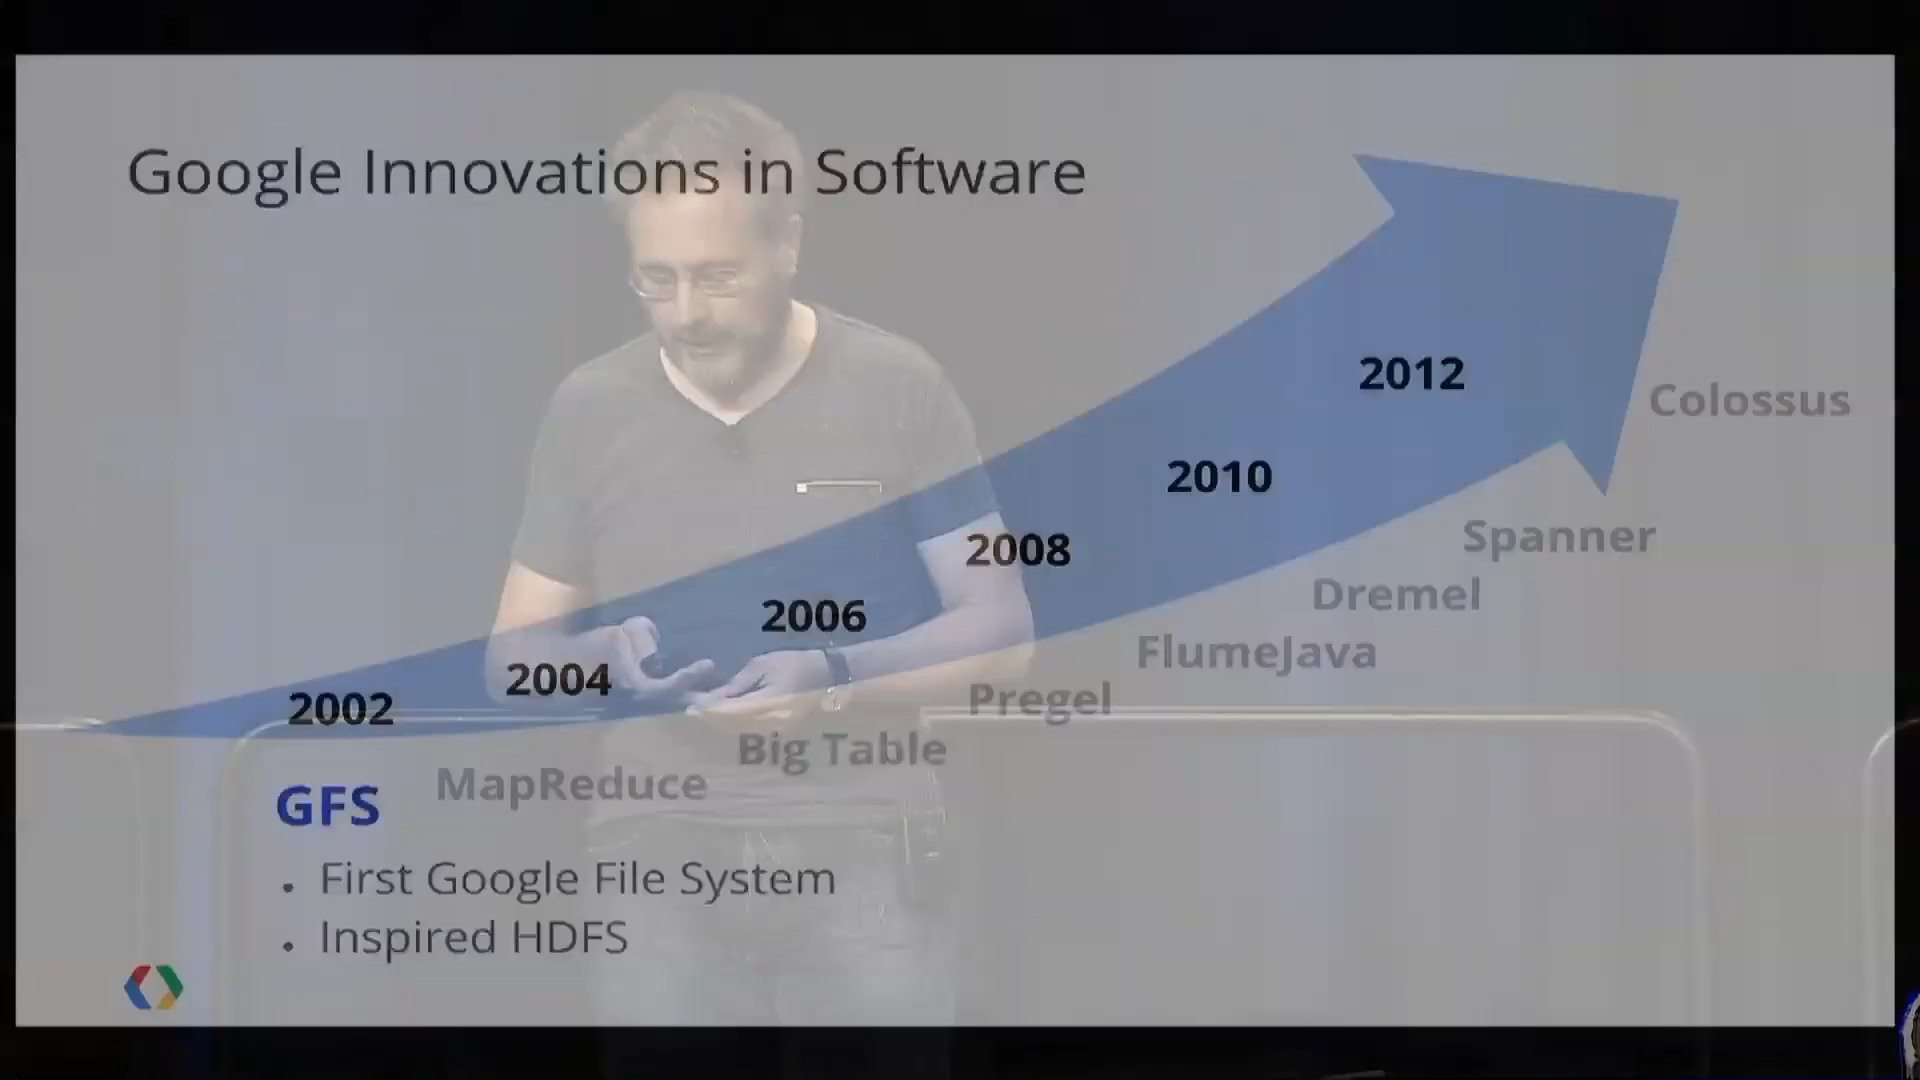 Google Innovations in Software
2012
Colossus
2010
Spanner
2008
Dremel
2006
FlumeJava
2004
Pregel
2002
Big Table
MapReduce
GFS
• First Google File System
• Inspired HDFS